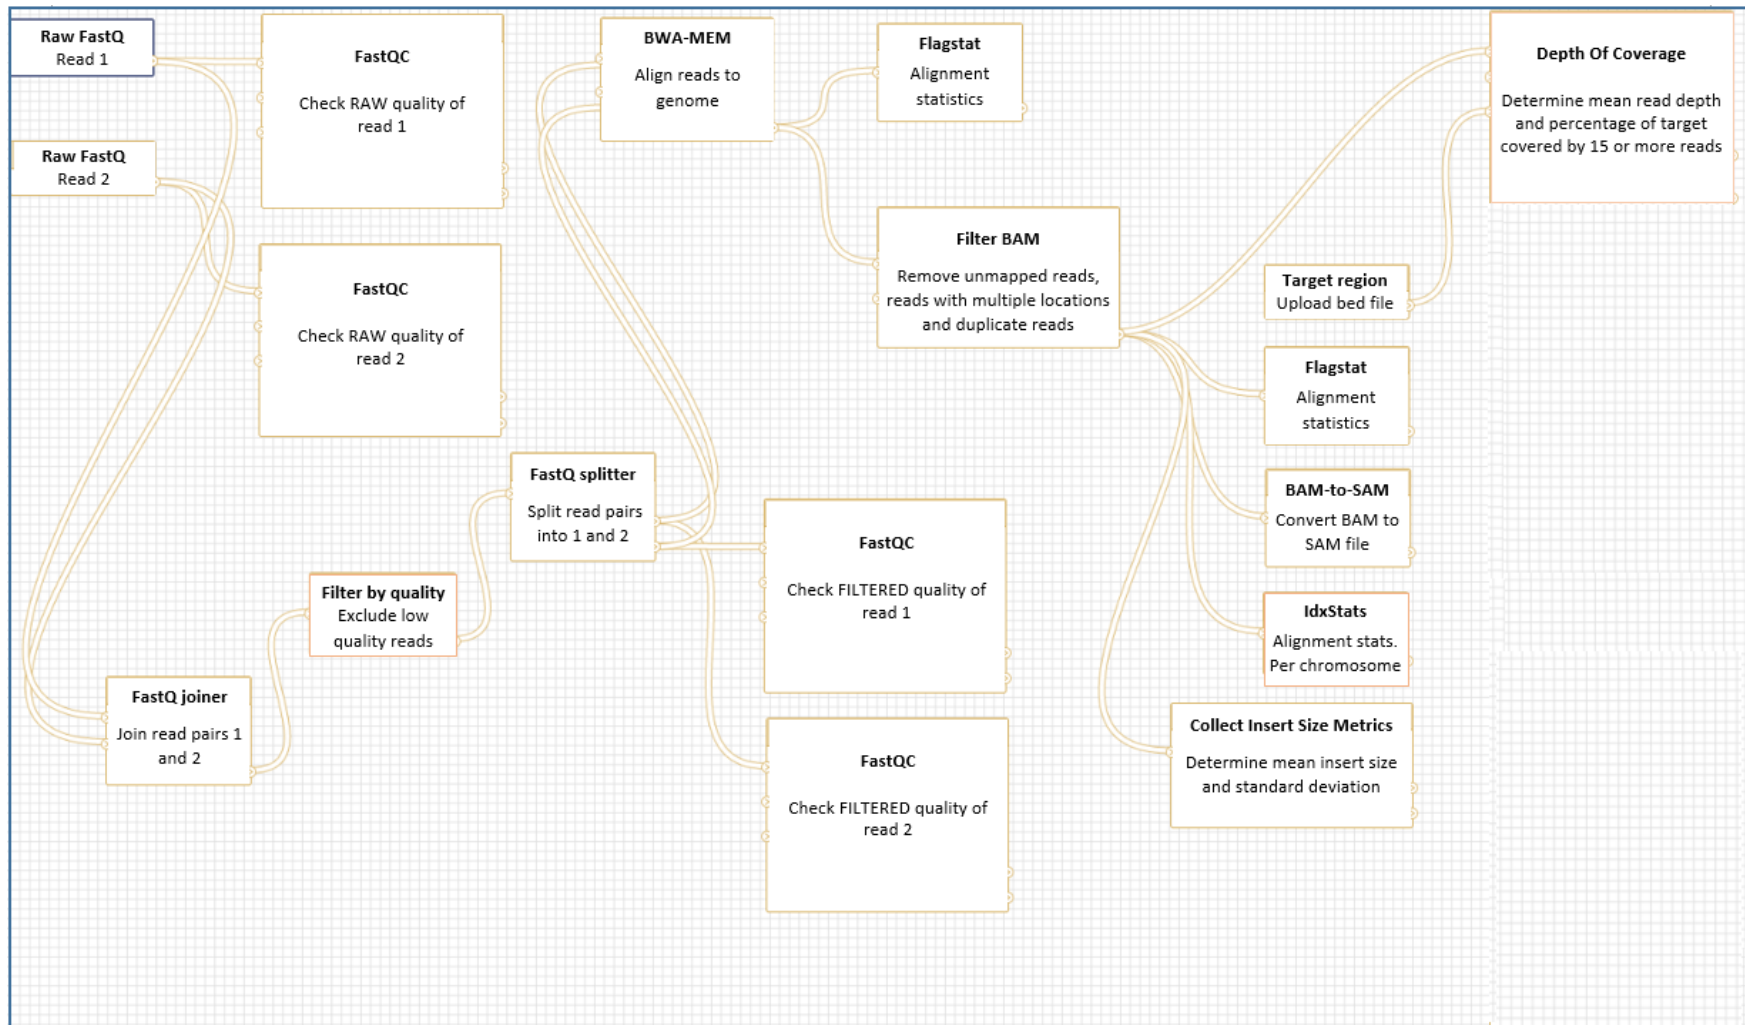 Raw FastQ
Read 1
Raw FastQ
Read 2
FastQC
Check RAW quality of
read 1
FastQC
Check RAW quality of
read 2
FastQ joiner
Join read pairs 1
and 2
Filter by quality
Exclude low
quality reads
FastQ splitter
Split read pairs
into 1 and 2
BWA-MEM
Align reads to
genome
Flagstat
Alignment
statistics
Filter BAM
Remove unmapped reads,
reads with multiple locations
and duplicate reads
FastQC
Check FILTERED quality of
read 1
FastQC
Check FILTERED quality of
read 2
Depth Of Coverage
Determine mean read depth
and percentage of target
covered by 15 or more reads
Target region
Upload bed file
Flagstat
Alignment
statistics
BAM-to-SAM
Convert BAM to
SAM file
IdxStats
Alignment stats.
Per chromosome
Collect Insert Size Metrics
Determine mean insert size
and standard deviation